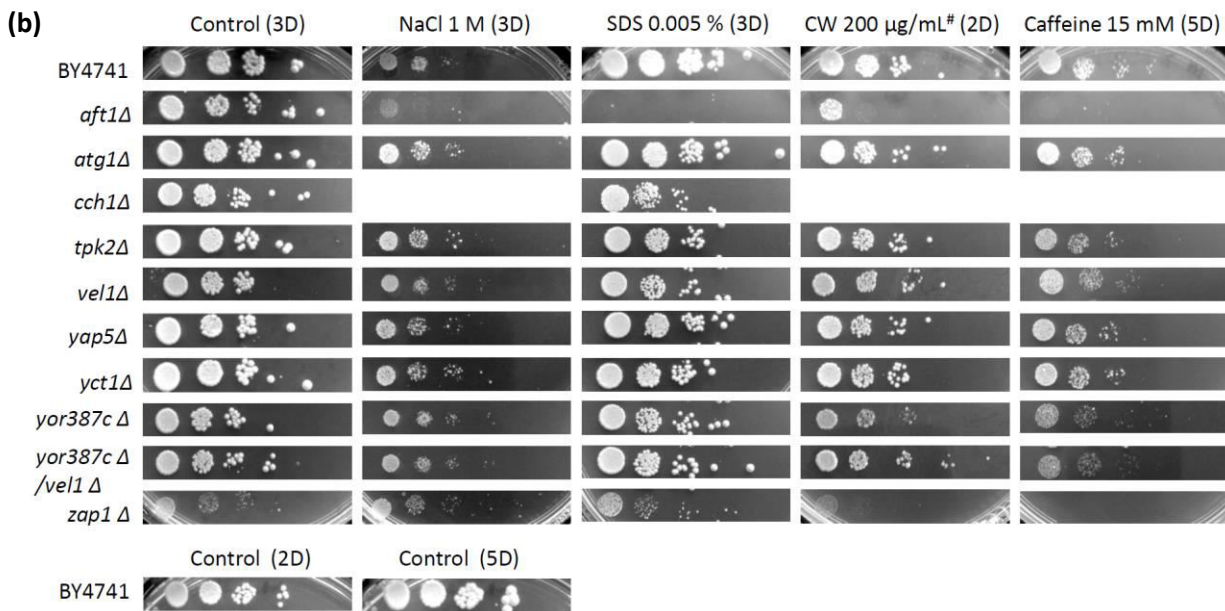 (b)
Control (3D) NaCl 1 M (3D) SDS 0.005 % (3D) CW 200 µg/mL# (2D) Caffeine 15 mM (5D)
BY4741
aft1Δ
atg1Δ
cch1Δ
tpk2Δ
vel1Δ
yap5Δ
yct1Δ
yor387c Δ
yor387c Δ
/vel1 Δ
zap1 Δ
Control (2D) Control (5D)
BY4741